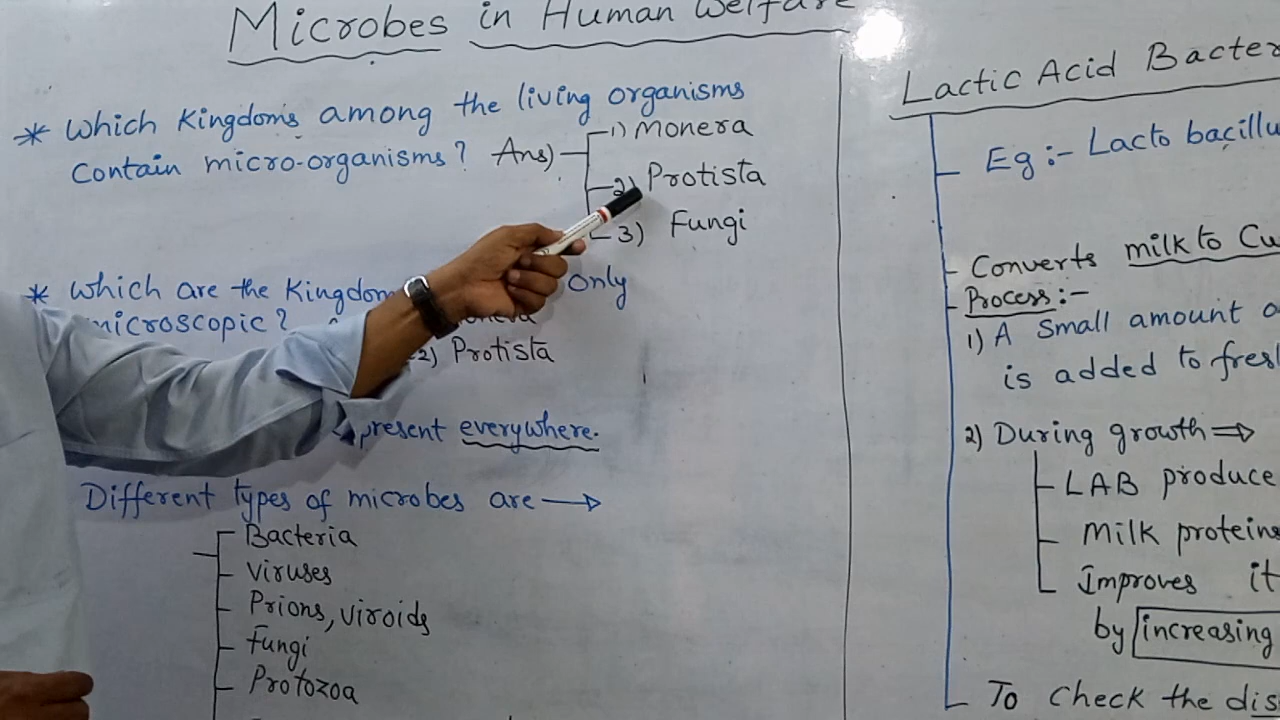 Microbes in Human Welfare
* Which Kingdoms among the living organisms
Contain micro-organisms? Ans)
1) Monera
2) Protista
3) Fungi
* Which are the Kingdom only
microscopic?
2) Protista
present everywhere.
Different types of microbes are →
Bacteria
Viruses
Prions, viroids
Fungi
Protozoa
Lactic Acid Bacter
Eg :- Lacto bacillu
Converts milk to Cu
Process :-
1) A small amount
is added to fres
2) During growth ⇒
LAB produce
Milk proteins
Improves it
by increasing
To check the dis